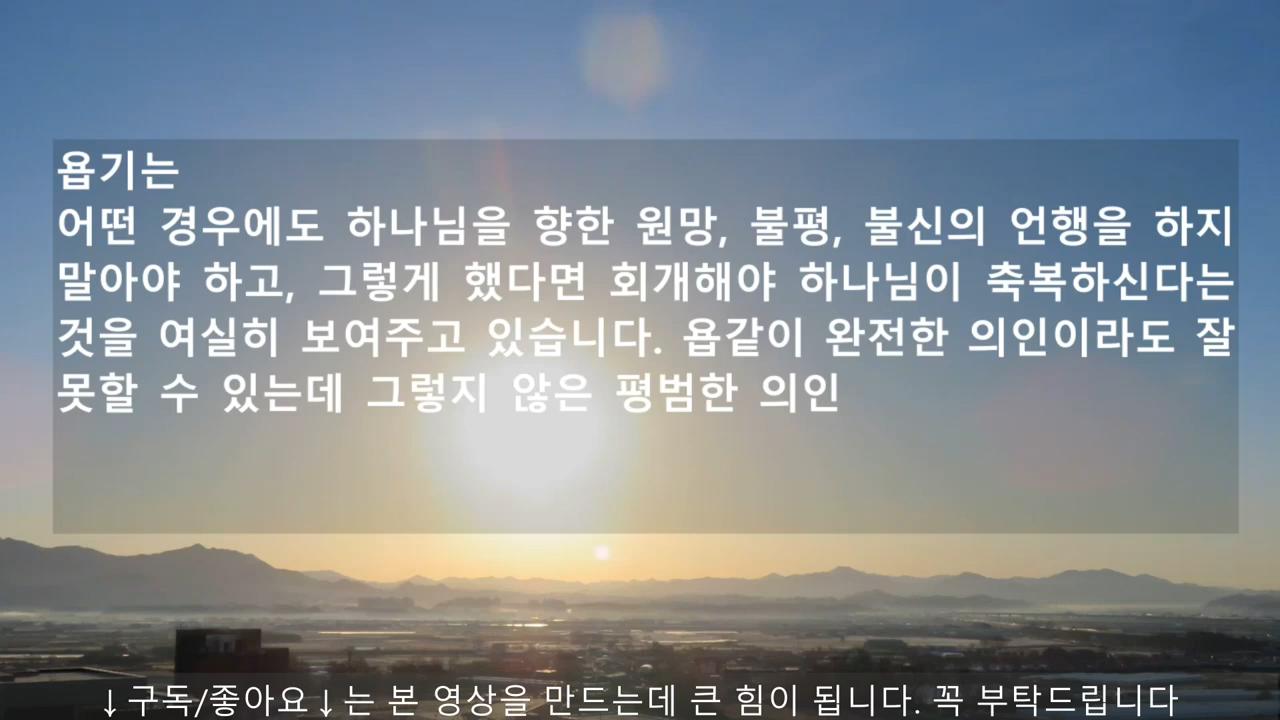 욥기는
어떤 경우에도 하나님을 향한 원망, 불평, 불신의 언행을 하지
말아야 하고, 그렇게 했다면 회개해야 하나님이 축복하신다는
것을 여실히 보여주고 있습니다. 욥같이 완전한 의인이라도 잘
못할 수 있는데 그렇지 않은 평범한 의인
↓구독/좋아요↓는 본 영상을 만드는데 큰 힘이 됩니다. 꼭 부탁드립니다